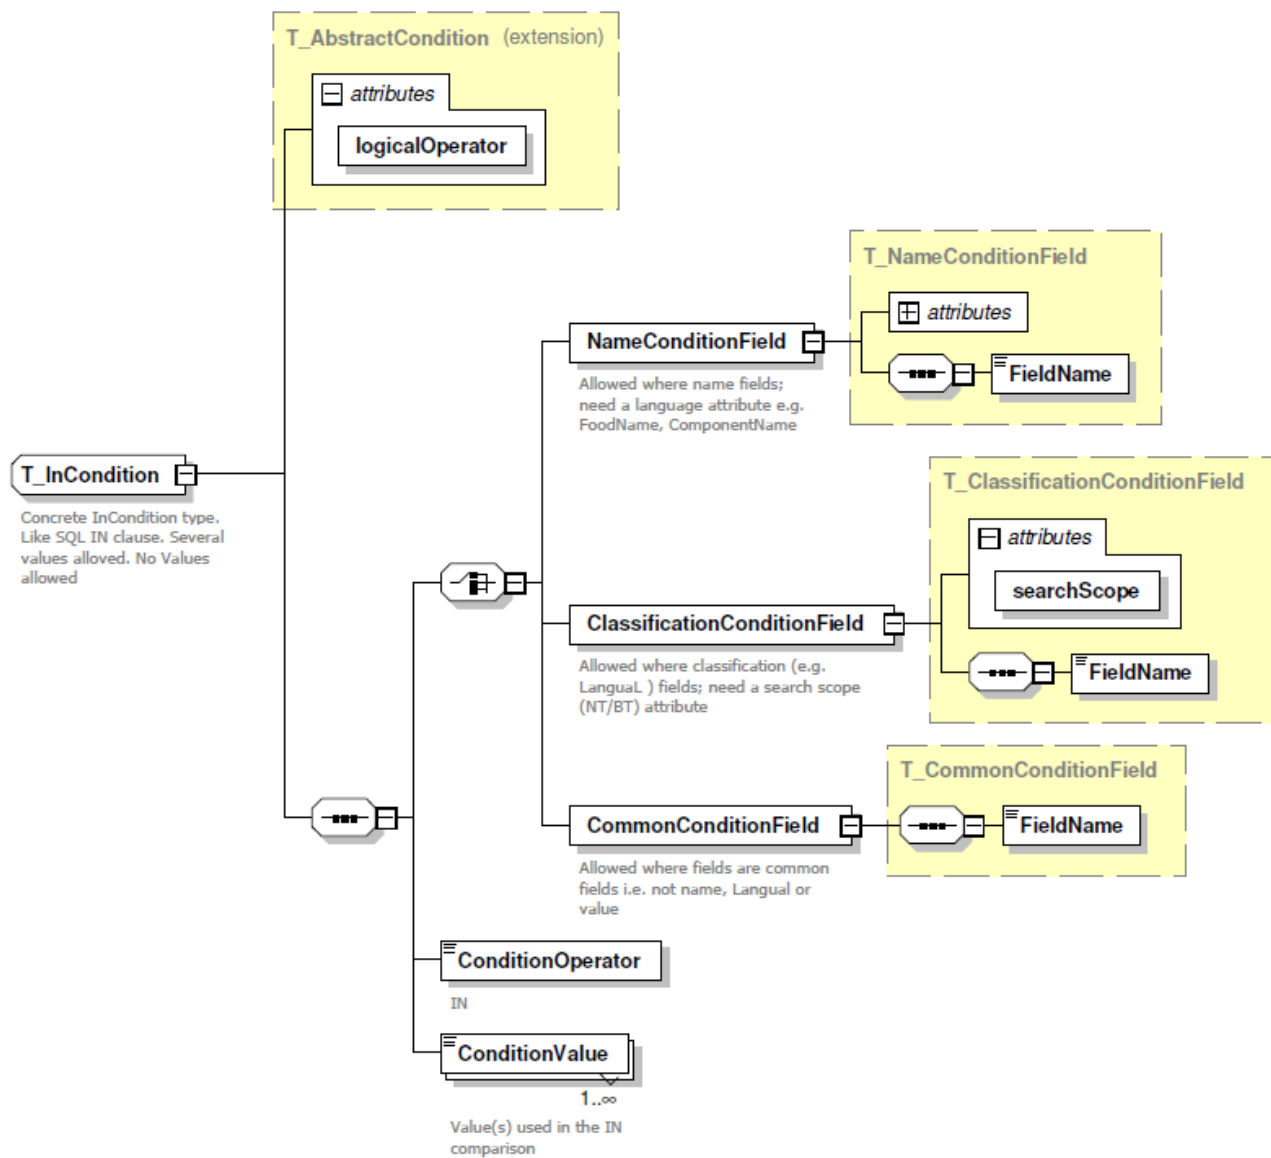 T_AbstractCondition (extension)
attributes
logicalOperator
T_NameConditionField
attributes
NameConditionField
FieldName
Allowed where name fields;
need a language attribute e.g.
FoodName, ComponentName
T_InCondition
Concrete InCondition type.
Like SQL IN clause. Several
values alloved. No Values
allowed
T_ClassificationConditionField
attributes
searchScope
ClassificationConditionField
FieldName
Allowed where classification (e.g.
LanguaL ) fields; need a search scope
(NT/BT) attribute
T_CommonConditionField
CommonConditionField
FieldName
Allowed where fields are common
fields i.e. not name, Langual or
value
ConditionOperator
IN
ConditionValue
1..∞
Value(s) used in the IN
comparison